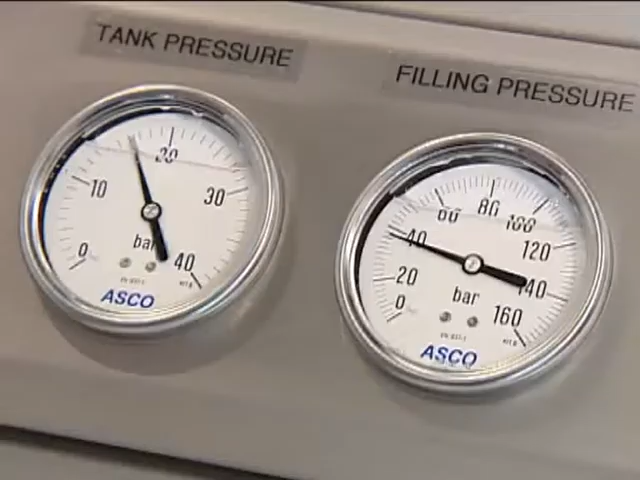 TANK PRESSURE
FILLING PRESSURE
0 10 20 30 40
bar
ASCO
0 20 40 60 80 100 120 140 160
bar
ASCO